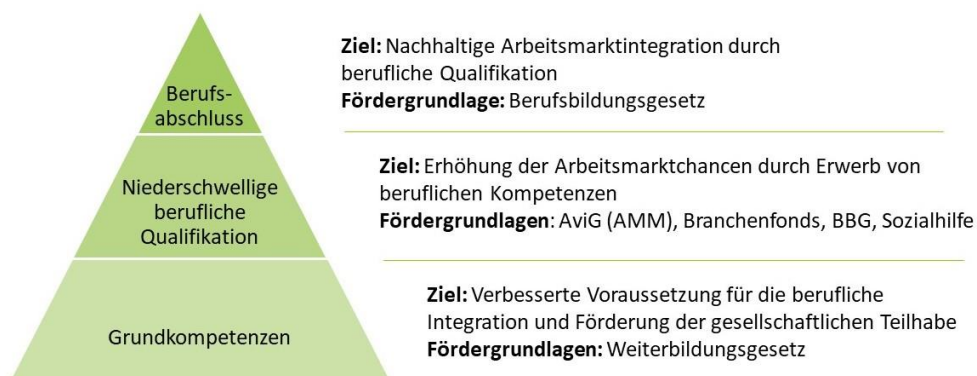 Berufs-
abschluss
Ziel: Nachhaltige Arbeitsmarktintegration durch
berufliche Qualifikation
Fördergrundlage: Berufsbildungsgesetz
Niederschwellige
berufliche
Qualifikation
Ziel: Erhöhung der Arbeitsmarktchancen durch Erwerb von
beruflichen Kompetenzen
Fördergrundlagen: AviG (AMM), Branchenfonds, BBG, Sozialhilfe
Grundkompetenzen
Ziel: Verbesserte Voraussetzung für die berufliche
Integration und Förderung der gesellschaftlichen Teilhabe
Fördergrundlagen: Weiterbildungsgesetz